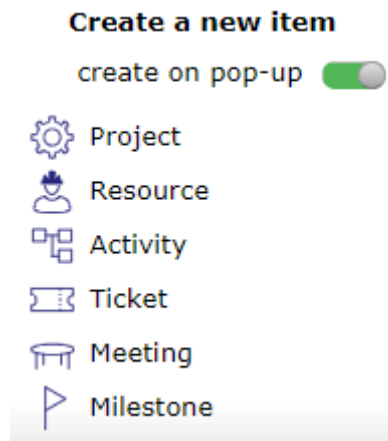 Create a new item
create on pop-up
Project
Resource
Activity
Ticket
Meeting
Milestone